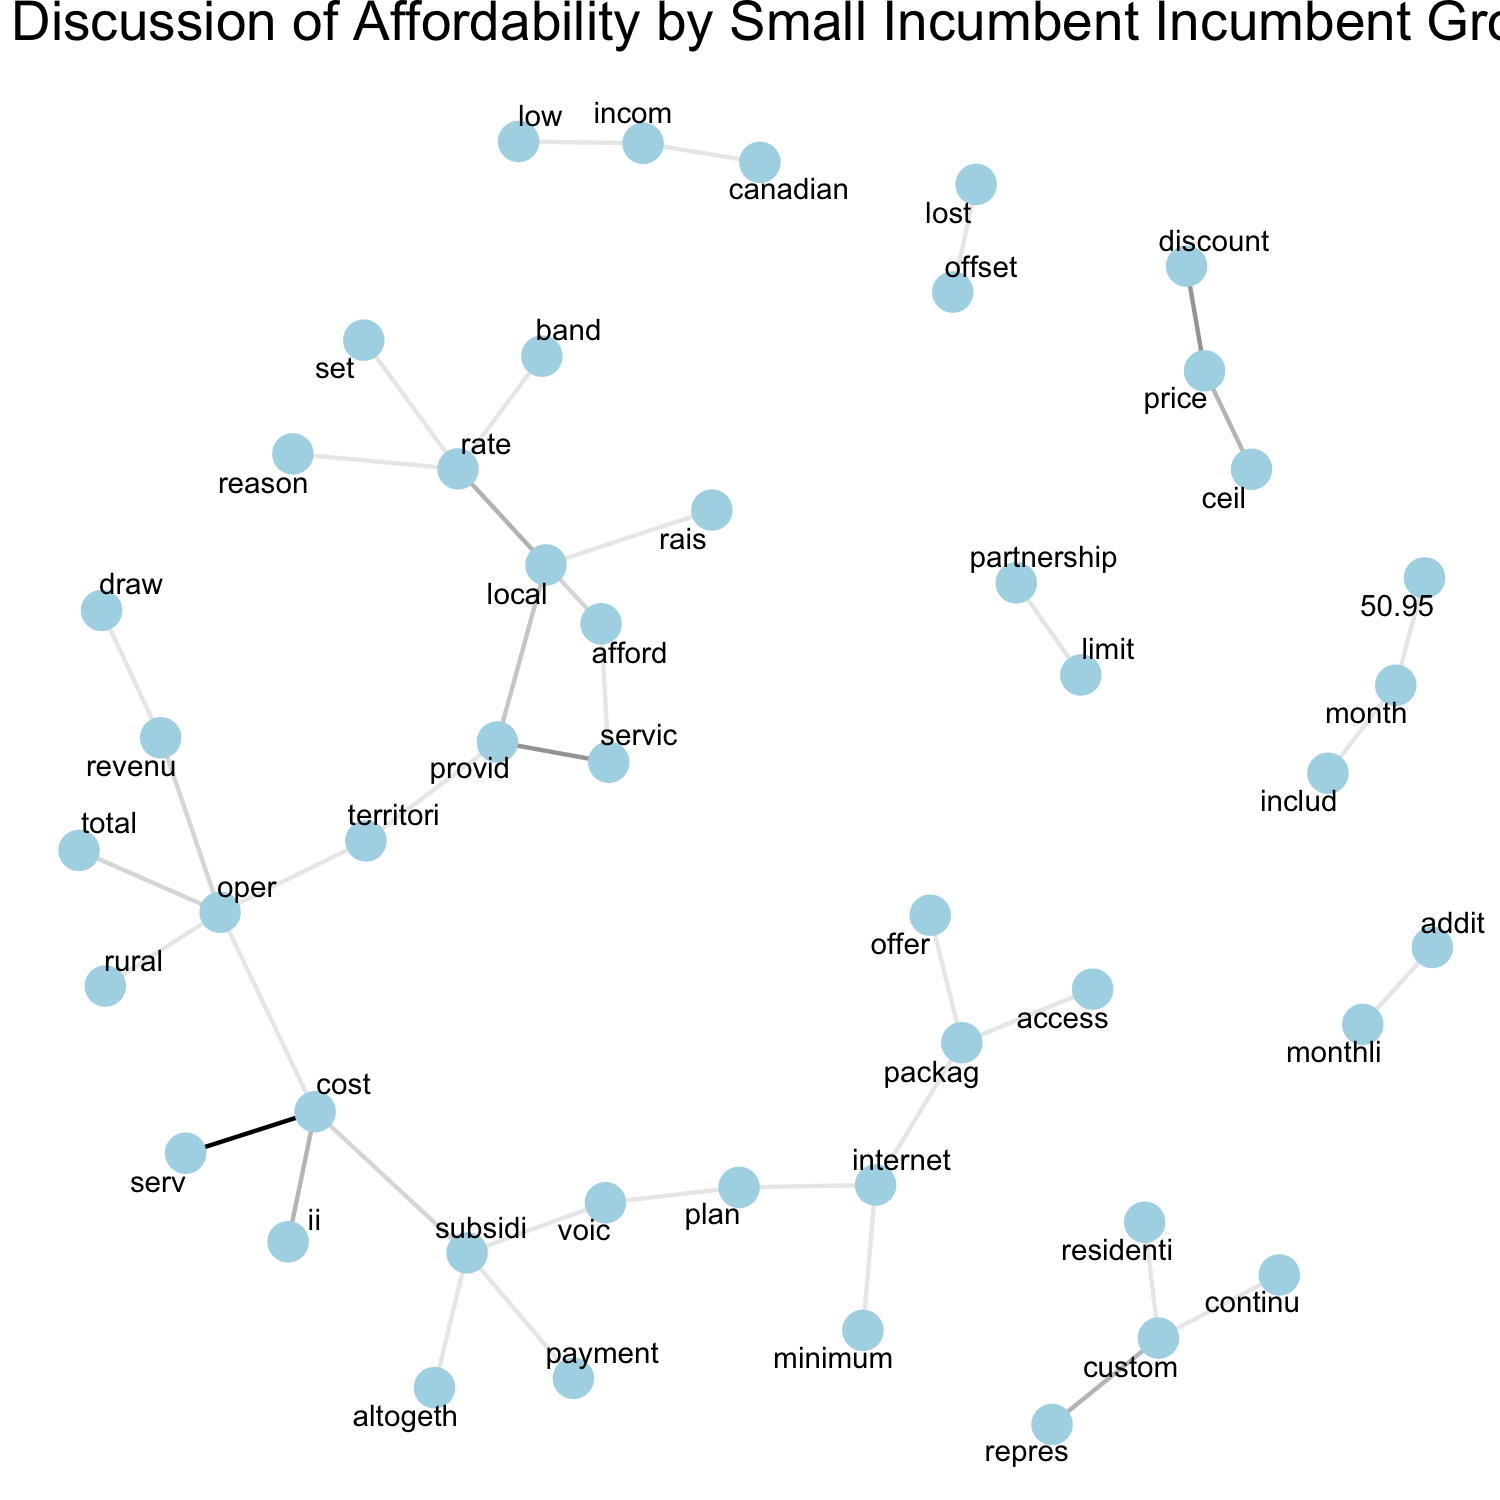 Discussion of Affordability by Small Incumbent Incumbent Gro
low
incom
canadian
lost
offset
discount
price
ceil
set
band
rate
reason
rais
local
afford
partnership
limit
50.95
month
includ
draw
revenu
total
provid
servic
territori
oper
rural
offer
access
packag
addit
monthli
cost
serv
ii
subsidi
voic
plan
internet
minimum
payment
altogeth
residenti
continu
custom
repres